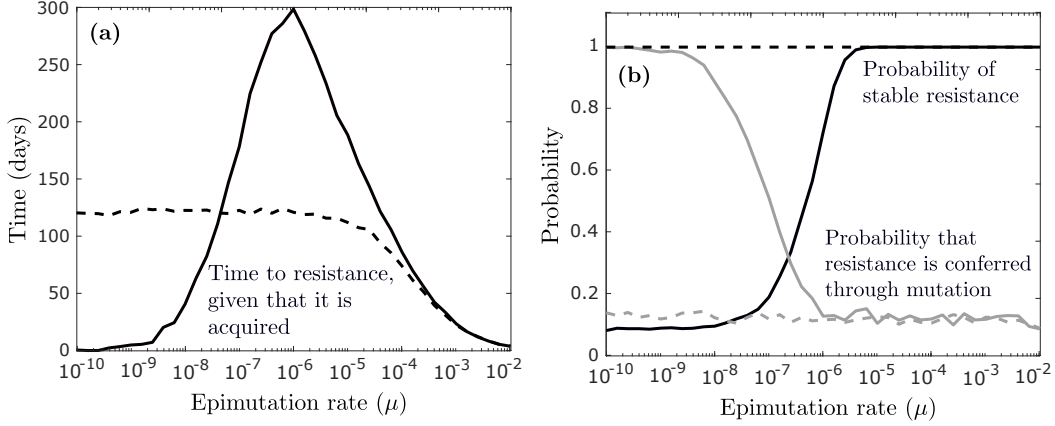 (a)
300
250
200
150
100
50
0
Time (days)
Time to resistance,
given that it is
acquired
10^-10 10^-9 10^-8 10^-7 10^-6 10^-5 10^-4 10^-3 10^-2
Epimutation rate (μ)
(b)
1
0.8
0.6
0.4
0.2
0
Probability
Probability of
stable resistance
Probability that
resistance is conferred
through mutation
10^-10 10^-9 10^-8 10^-7 10^-6 10^-5 10^-4 10^-3 10^-2
Epimutation rate (μ)